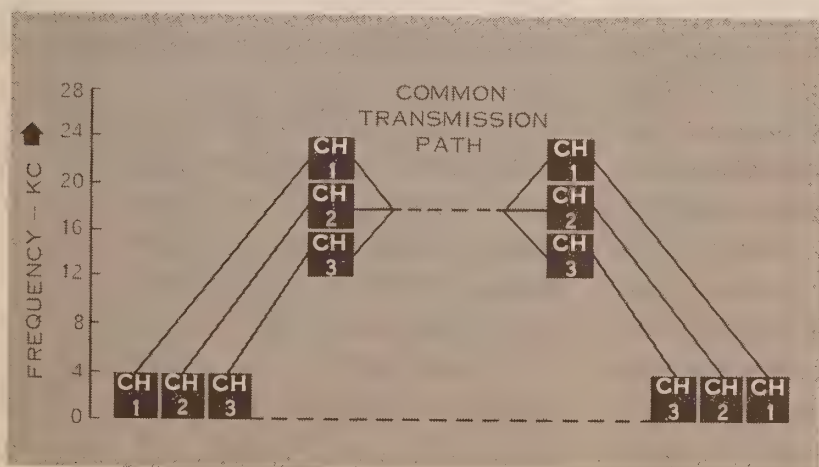 28
24
20
16
12
8
4
0
FREQUENCY -- KC
COMMON
TRANSMISSION
PATH
CH
1
CH
2
CH
3
CH
1
CH
2
CH
3
CH
1
CH
2
CH
3
CH
3
CH
2
CH
1